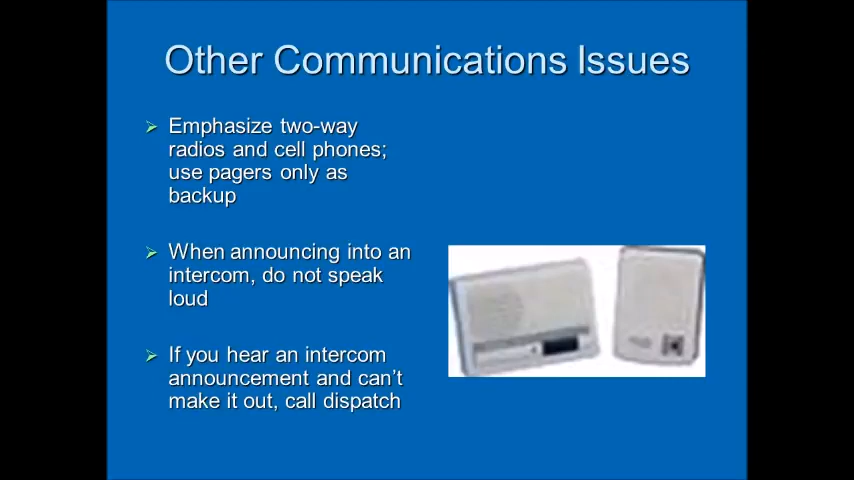 Other Communications Issues
Emphasize two-way
radios and cell phones;
use pagers only as
backup
When announcing into an
intercom, do not speak
loud
If you hear an intercom
announcement and can’t
make it out, call dispatch